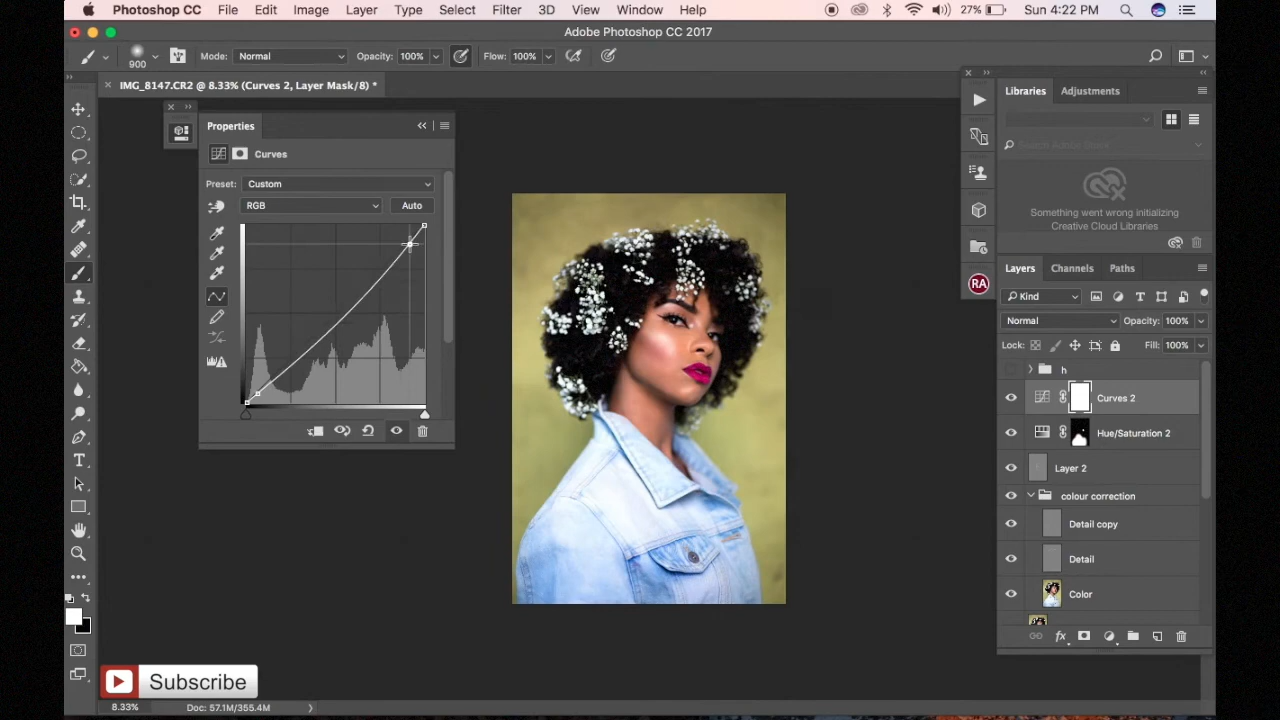 Photoshop CC File Edit Image Layer Type Select Filter 3D View Window Help 27% Sun 4:22 PM
Adobe Photoshop CC 2017
900 Mode: Normal Opacity: 100% Flow: 100%
IMG_8147.CR2 @ 8.33% (Curves 2, Layer Mask/8) *
Properties
Curves
Preset: Custom
RGB Auto
Libraries Adjustments
Search Adobe Stock
Something went wrong initializing
Creative Cloud Libraries
RA
Layers Channels Paths
Kind
Normal Opacity: 100%
Lock: Fill: 100%
h
Curves 2
Hue/Saturation 2
Layer 2
colour correction
Detail copy
Detail
Color
fx
Subscribe
8.33% Doc: 57.1M/355.4M